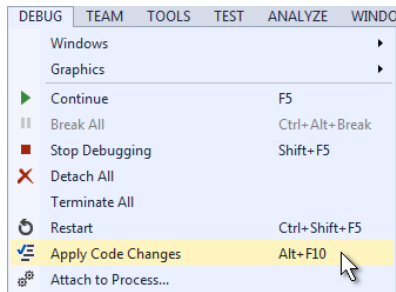 DEBUG TEAM TOOLS TEST ANALYZE
Windows
Graphics
Continue F5
Break All Ctrl+Alt+Break
Stop Debugging Shift+F5
Detach All
Terminate All
Restart Ctrl+Shift+F5
Apply Code Changes Alt+F10
Attach to Process...